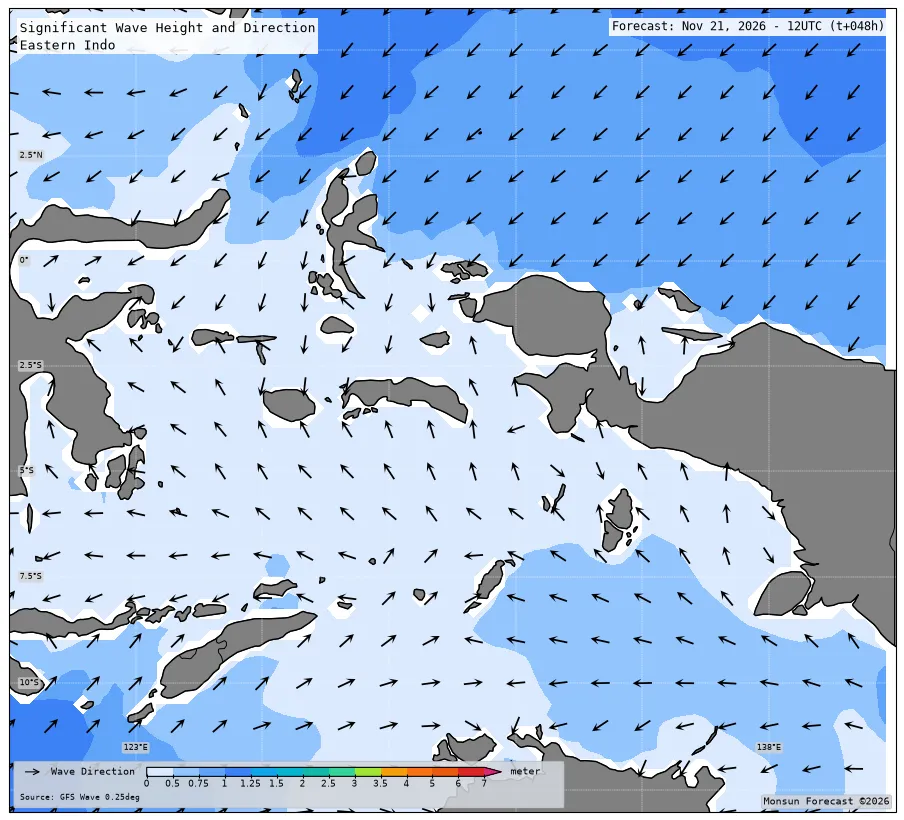 Significant Wave Height and Direction
Eastern Indo
Forecast: Nov 21, 2026 - 12UTC (t+048h)
2.5°N
0°
2.5°S
5°S
7.5°S
10°S
123°E
138°E
Wave Direction
meter
0 0.5 0.75 1 1.25 1.5 2 2.5 3 3.5 4 5 6 7
Source: GFS Wave 0.25deg
Monsun Forecast ©2026